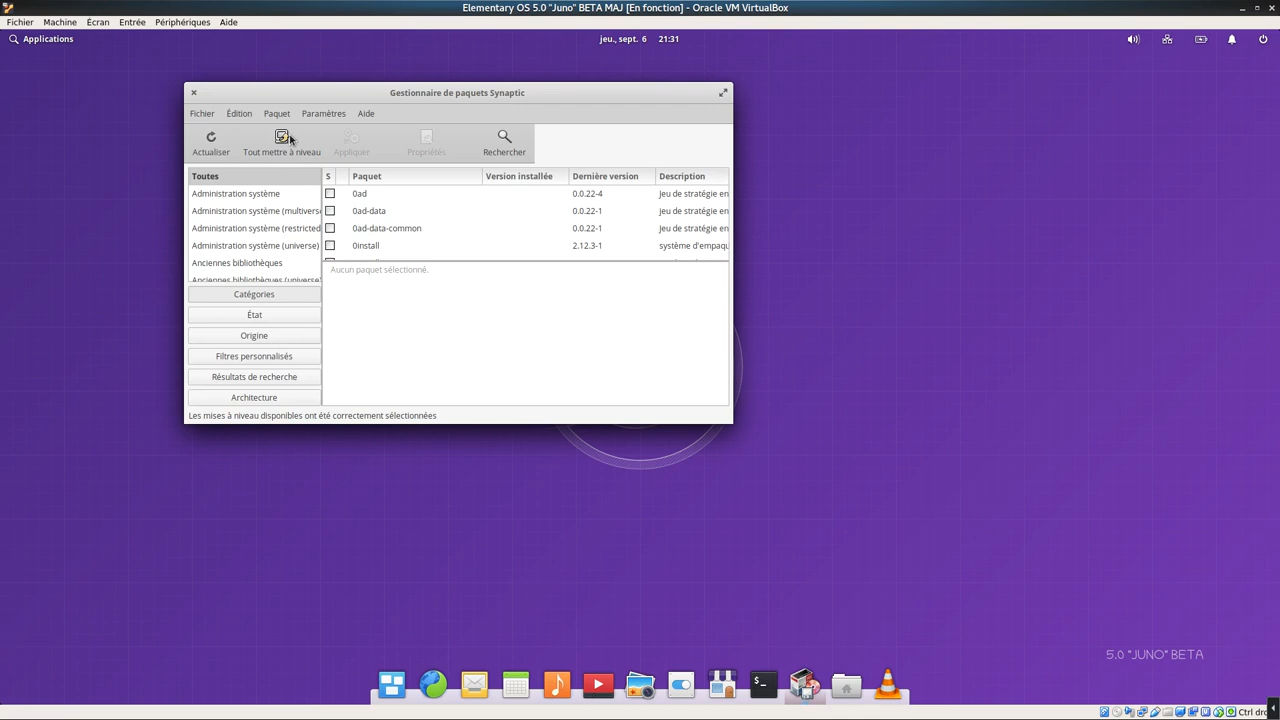 Elementary OS 5.0 "Juno" BETA MAJ [En fonction] - Oracle VM VirtualBox
Fichier Machine Écran Entrée Périphériques Aide
Applications jeu., sept. 6 21:31
Gestionnaire de paquets Synaptic
Fichier Édition Paquet Paramètres Aide
Actualiser Tout mettre à niveau Appliquer Propriétés Rechercher
Toutes S Paquet Version installée Dernière version Description
Administration système 0ad 0.0.22-4 Jeu de stratégie en
Administration système (multivers 0ad-data 0.0.22-1 jeu de stratégie en
Administration système (restricted 0ad-data-common 0.0.22-1 jeu de stratégie en
Administration système (universe) 0install 2.12.3-1 système d'empaqu
Anciennes bibliothèques
Anciennes bibliothèques (universe)
Aucun paquet sélectionné.
Catégories
État
Origine
Filtres personnalisés
Résultats de recherche
Architecture
Les mises à niveau disponibles ont été correctement sélectionnées
5.0 "JUNO" BETA
Ctrl dro